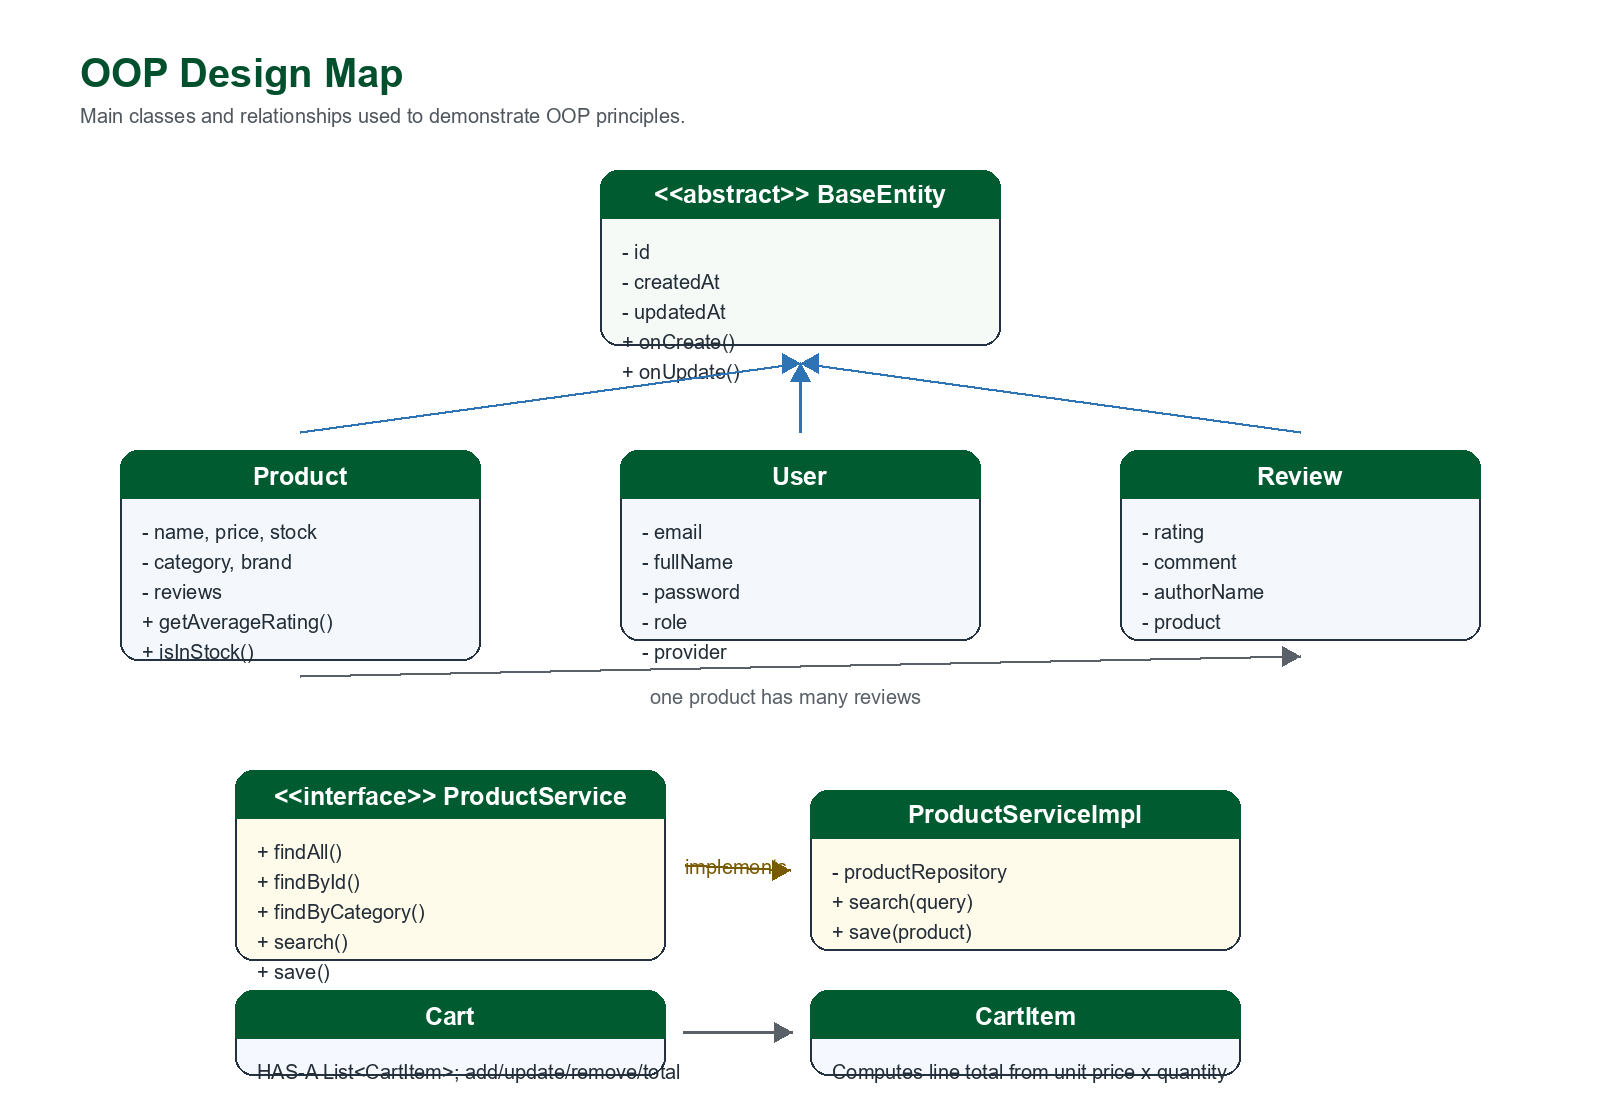 OOP Design Map
Main classes and relationships used to demonstrate OOP principles.
<<abstract>> BaseEntity
- id
- createdAt
- updatedAt
+ onCreate()
+ onUpdate()
Product
- name, price, stock
- category, brand
- reviews
+ getAverageRating()
+ isInStock()
User
- email
- fullName
- password
- role
- provider
Review
- rating
- comment
- authorName
- product
one product has many reviews
<<interface>> ProductService
+ findAll()
+ findById()
+ findByCategory()
+ search()
+ save()
implements
ProductServiceImpl
- productRepository
+ search(query)
+ save(product)
Cart
HAS-A List<CartItem>; add/update/remove/total
CartItem
Computes line total from unit price x quantity